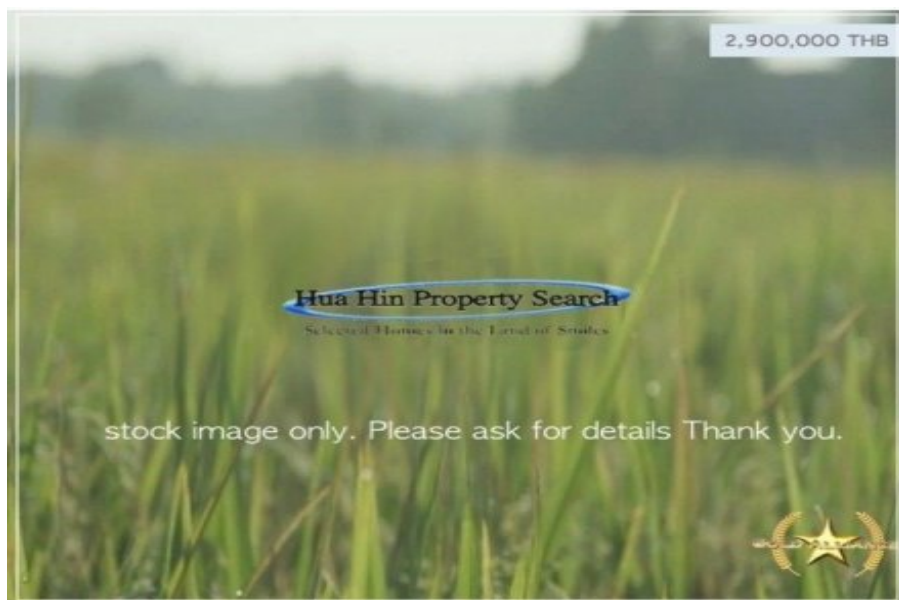 2,900,000 THB
Hua Hin Property Search
Selected Homes in the Land of Smiles
stock image only. Please ask for details Thank you.